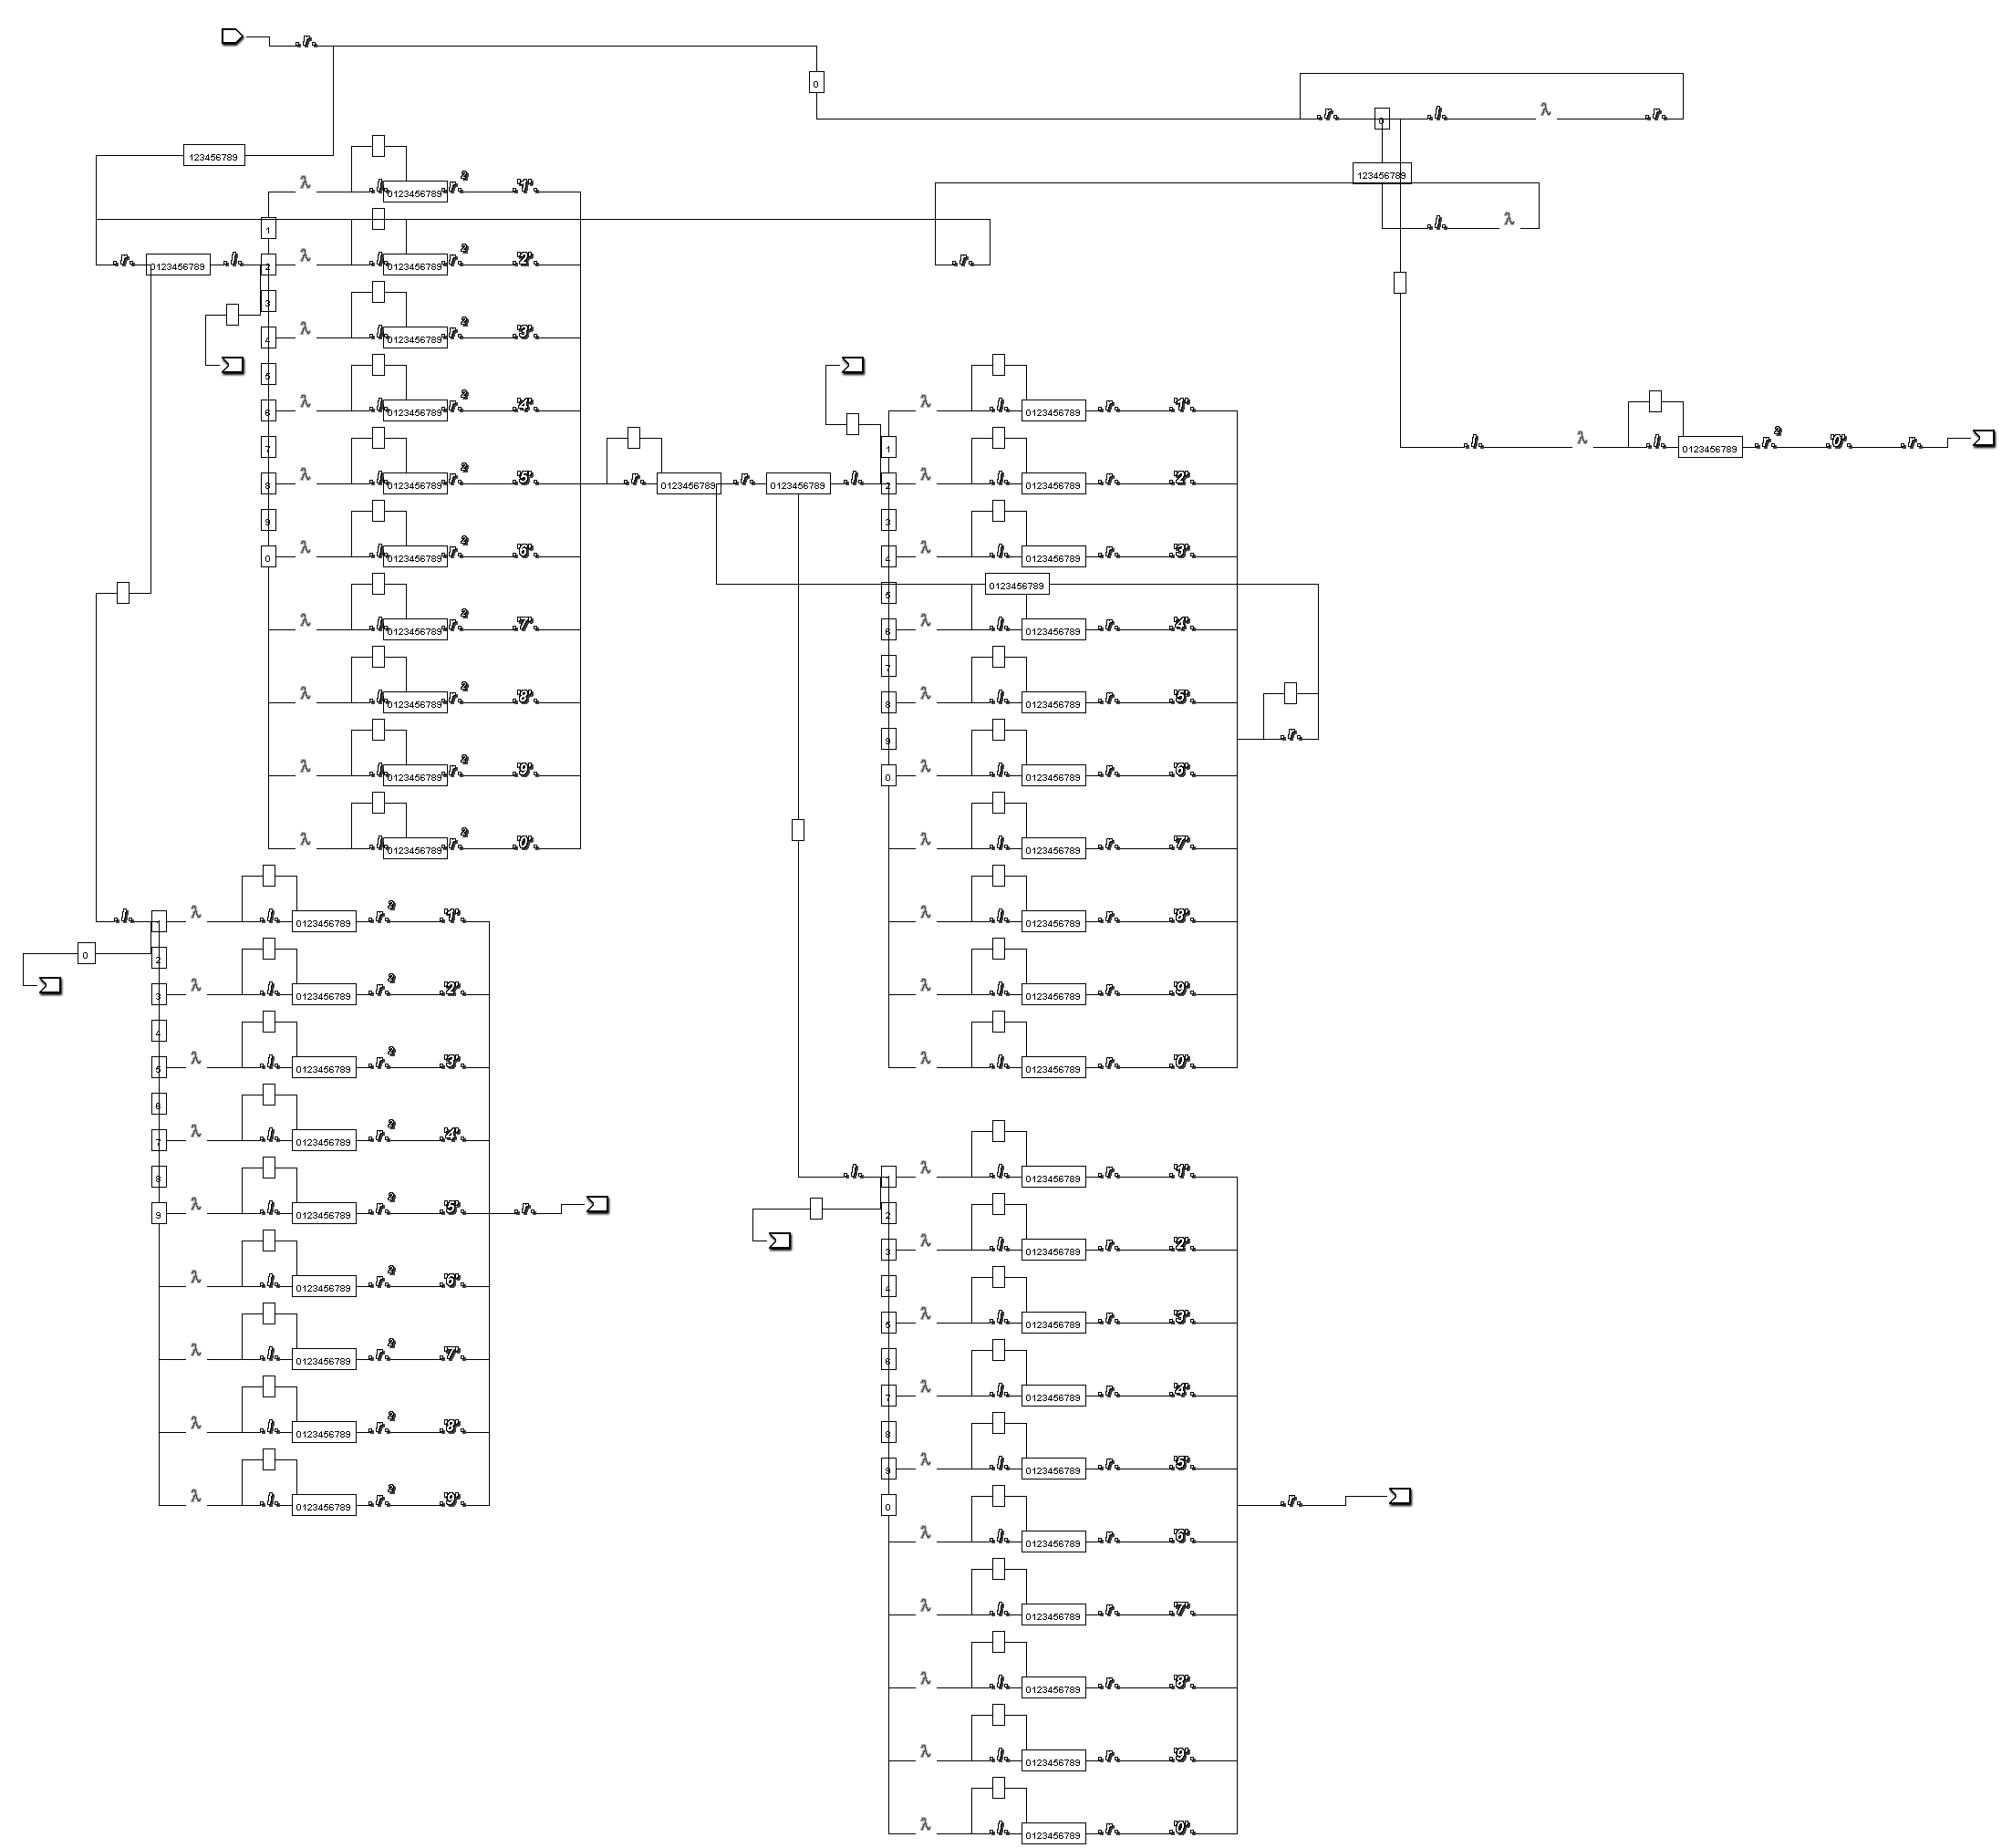 .r.
0
.r. 0 .l. λ .r.
123456789
123456789
.l. λ
λ .l. 0123456789 .r.² .'1'.
1
.r. 0123456789 .l. 2 λ .l. 0123456789 .r.² .'2'.
.r.
3
4 λ .l. 0123456789 .r.² .'3'.
5
6 λ .l. 0123456789 .r.² .'4'.
7
8 λ .l. 0123456789 .r.² .'5'.
9
0 λ .l. 0123456789 .r.² .'6'.
λ .l. 0123456789 .r.² .'7'.
λ .l. 0123456789 .r.² .'8'.
λ .l. 0123456789 .r.² .'9'.
λ .l. 0123456789 .r.² .'0'.
.r. 0123456789 .r. 0123456789 .l.
λ .l. 0123456789 .r. .'1'.
1
2 λ .l. 0123456789 .r. .'2'.
3
4 λ .l. 0123456789 .r. .'3'.
5 0123456789
6 λ .l. 0123456789 .r. .'4'.
7
8 λ .l. 0123456789 .r. .'5'.
9
.r.
0 λ .l. 0123456789 .r. .'6'.
λ .l. 0123456789 .r. .'7'.
λ .l. 0123456789 .r. .'8'.
λ .l. 0123456789 .r. .'9'.
λ .l. 0123456789 .r. .'0'.
.l. λ .l. 0123456789 .r.² .'0'. .r.
.l. λ .l. 0123456789 .r.² .'1'.
0
2
3 λ .l. 0123456789 .r.² .'2'.
4
5 λ .l. 0123456789 .r.² .'3'.
6
7 λ .l. 0123456789 .r.² .'4'.
8
9 λ .l. 0123456789 .r.² .'5'. .r.
λ .l. 0123456789 .r.² .'6'.
λ .l. 0123456789 .r.² .'7'.
λ .l. 0123456789 .r.² .'8'.
λ .l. 0123456789 .r.² .'9'.
.l. λ .l. 0123456789 .r. .'1'.
2
3 λ .l. 0123456789 .r. .'2'.
4
5 λ .l. 0123456789 .r. .'3'.
6
7 λ .l. 0123456789 .r. .'4'.
8
9 λ .l. 0123456789 .r. .'5'.
0
.r.
λ .l. 0123456789 .r. .'6'.
λ .l. 0123456789 .r. .'7'.
λ .l. 0123456789 .r. .'8'.
λ .l. 0123456789 .r. .'9'.
λ .l. 0123456789 .r. .'0'.